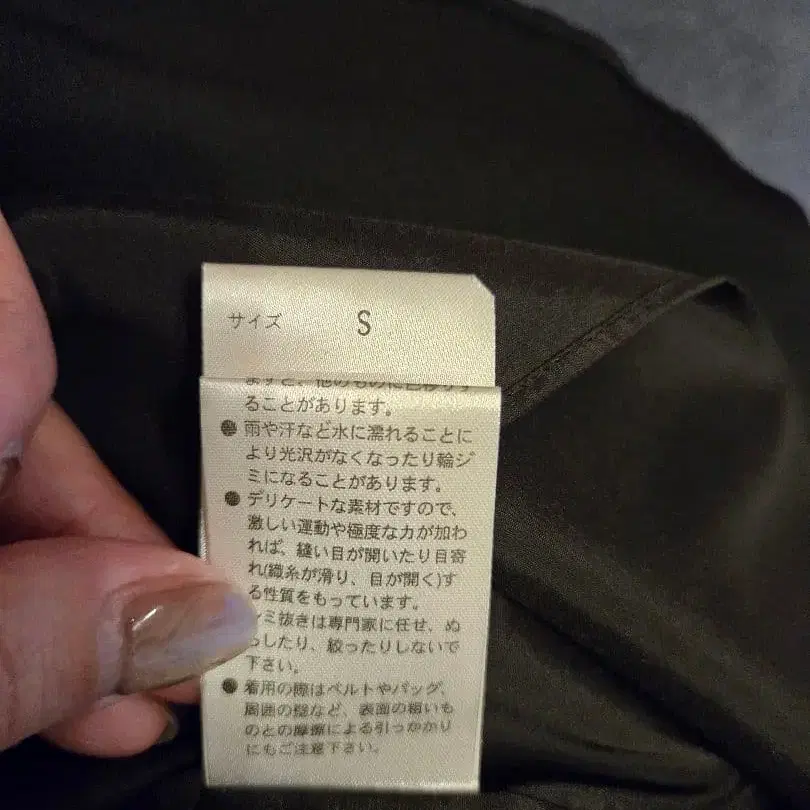 サイズ S
ることがあります。
● 雨や汗など水に濡れることに
より光沢がなくなったり輪ジ
ミになることがあります。
● デリケートな素材ですので、
激しい運動や極度な力が加わ
れば、縫い目が開いたり目寄
れ(織糸が滑り、目が開く)す
る性質をもっています。
ミ抜きは専門家に任せ、ぬ
したり、絞ったりしないで
下さい。
● 着用の際はベルトやバッグ、
周囲の壁など、表面の粗いも
のとの摩擦による引っかかり
にもご注意下さい。